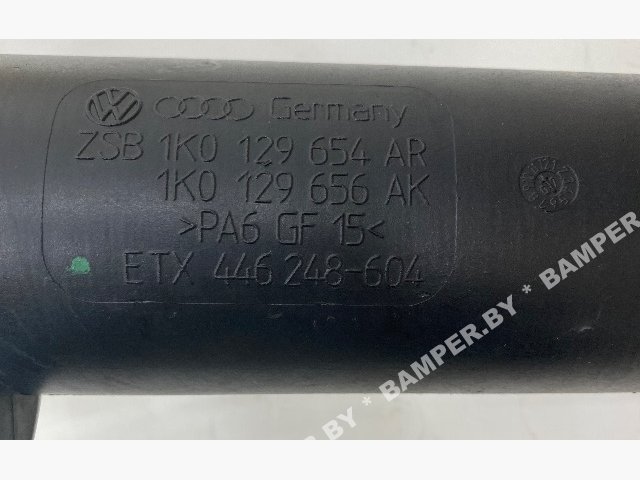 Germany
ZSB 1K0 129 654 AR
1K0 129 656 AK
>PA6 GF 15<
ETX 446 248-604
BAMPER.BY * BAMPER.BY * BAMPER.BY